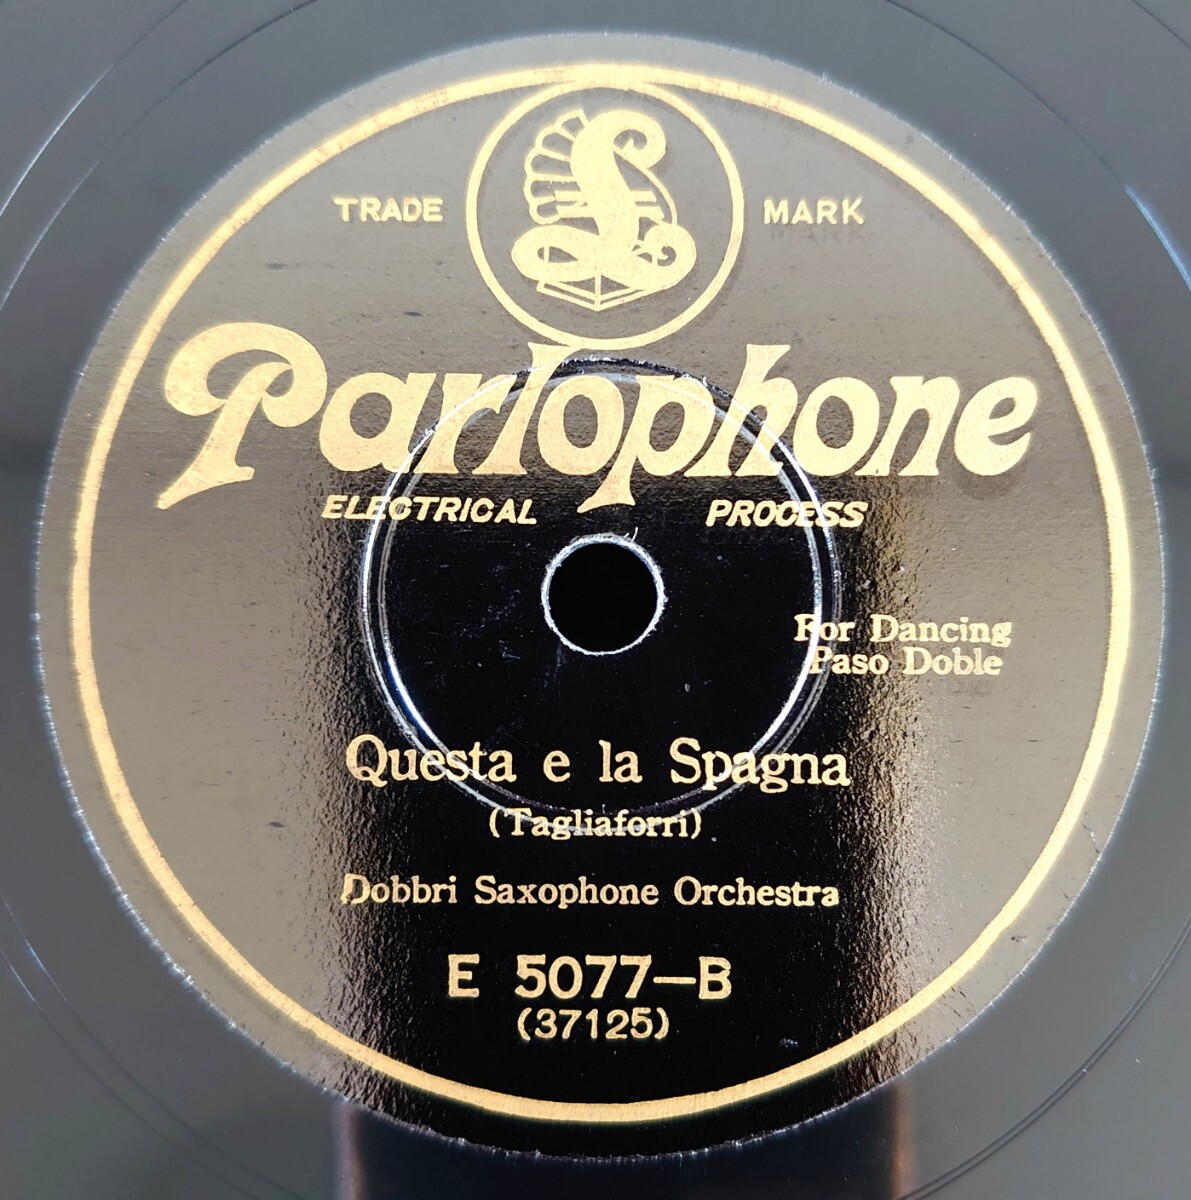 TRADE MARK
Parlophone
ELECTRICAL PROCESS
For Dancing
Paso Doble
Questa e la Spagna
(Tagliaforri)
Dobbri Saxophone Orchestra
E 5077-B
(37125)